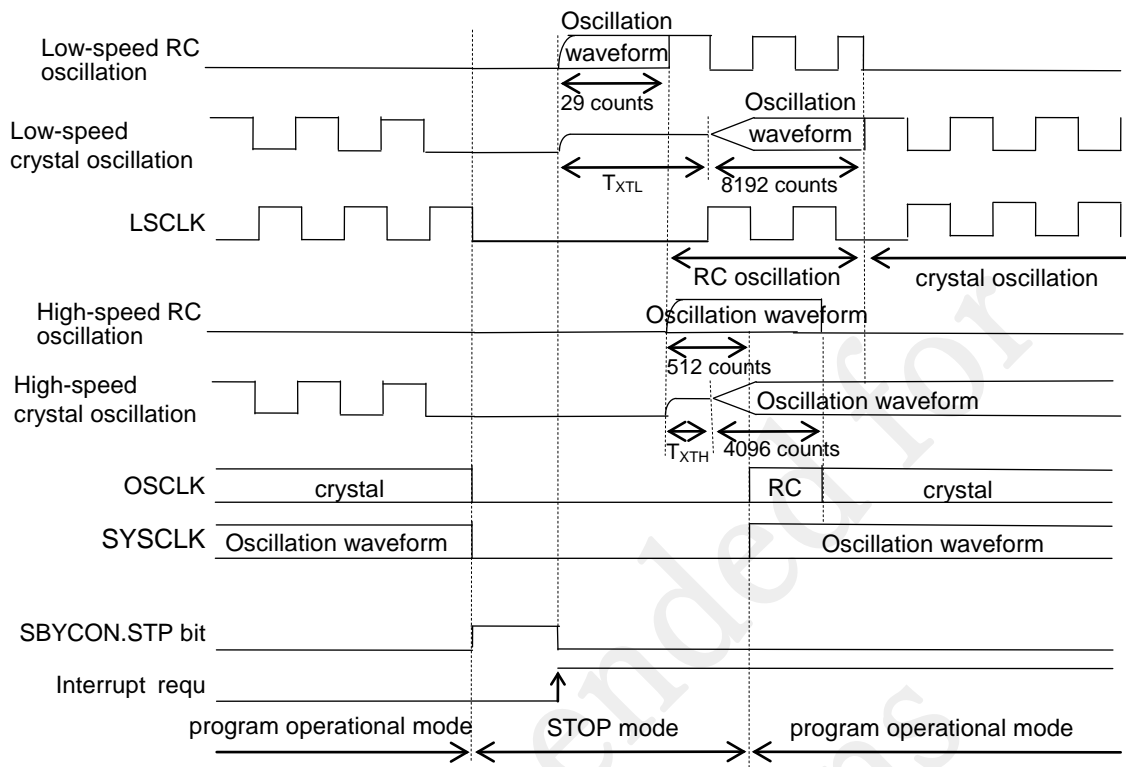 Oscillation
waveform
Low-speed RC
oscillation
29 counts
Oscillation
waveform
Low-speed
crystal oscillation
TXTL
8192 counts
LSCLK
RC oscillation
crystal oscillation
High-speed RC
oscillation
Oscillation waveform
512 counts
High-speed
crystal oscillation
Oscillation waveform
TXTH
4096 counts
OSCLK
crystal
RC
crystal
SYSCLK
Oscillation waveform
Oscillation waveform
SBYCON.STP bit
Interrupt requ
program operational mode
STOP mode
program operational mode
ended for